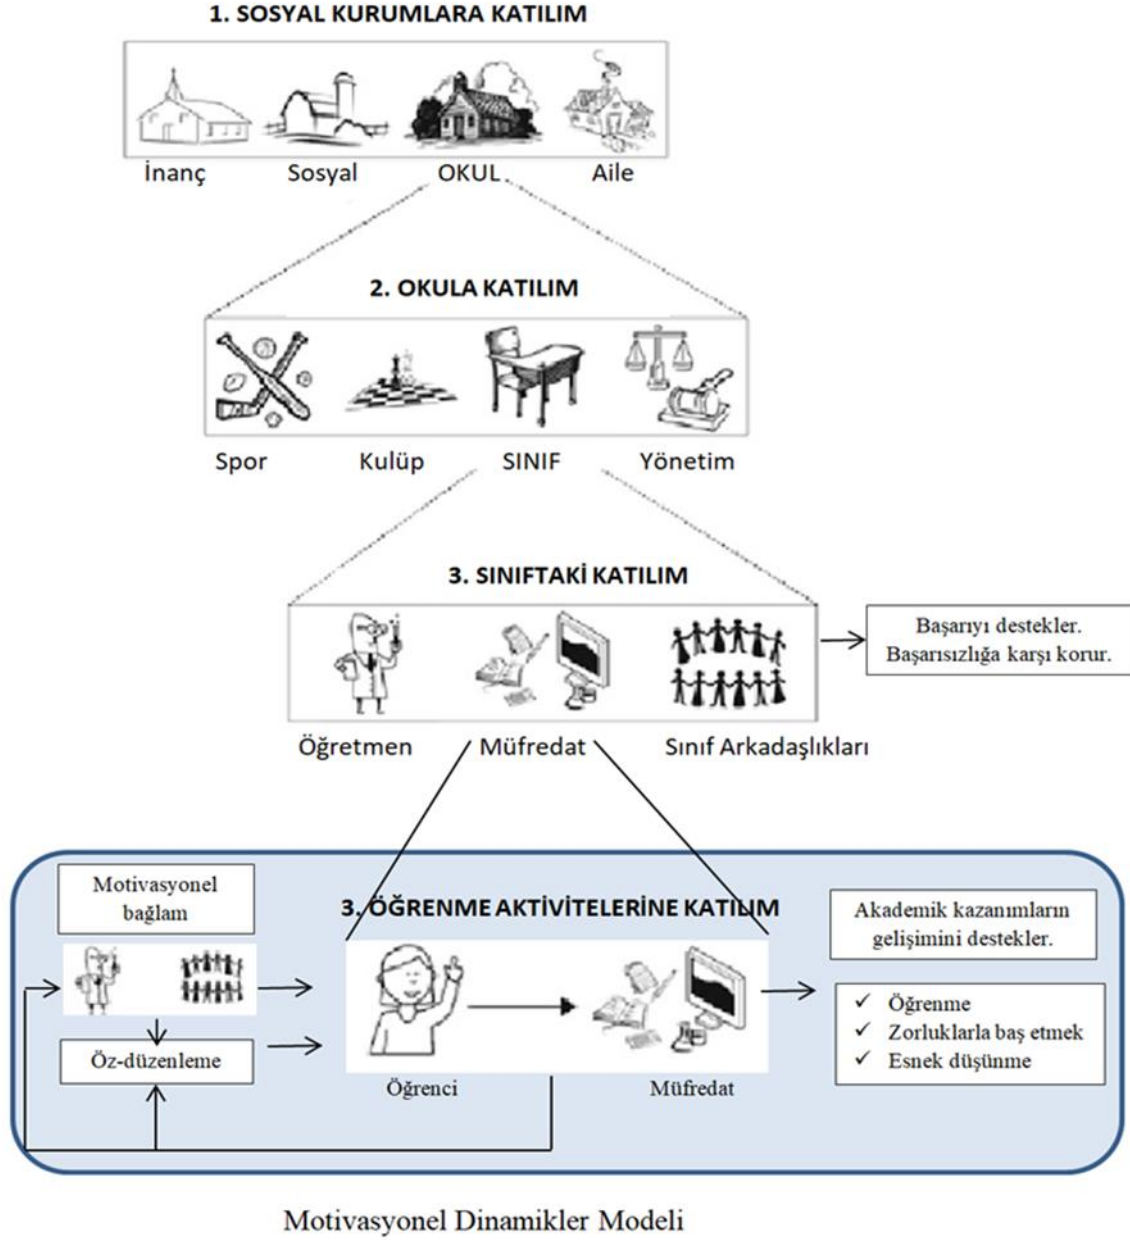 1. SOSYAL KURUMLARA KATILIM
İnanç
Sosyal
OKUL
Aile
2. OKULA KATILIM
Spor
Kulüp
SINIF
Yönetim
3. SINIFTAKİ KATILIM
Başarıyı destekler.
Başarısızlığa karşı korur.
Öğretmen
Müfredat
Sınıf Arkadaşlıkları
Motivasyonel
bağlam
3. ÖĞRENME AKTİVİTELERİNE KATILIM
Akademik kazanımların
gelişimini destekler.
Öz-düzenleme
✓ Öğrenme
✓ Zorluklarla baş etmek
✓ Esnek düşünme
Öğrenci
Müfredat
Motivasyonel Dinamikler Modeli